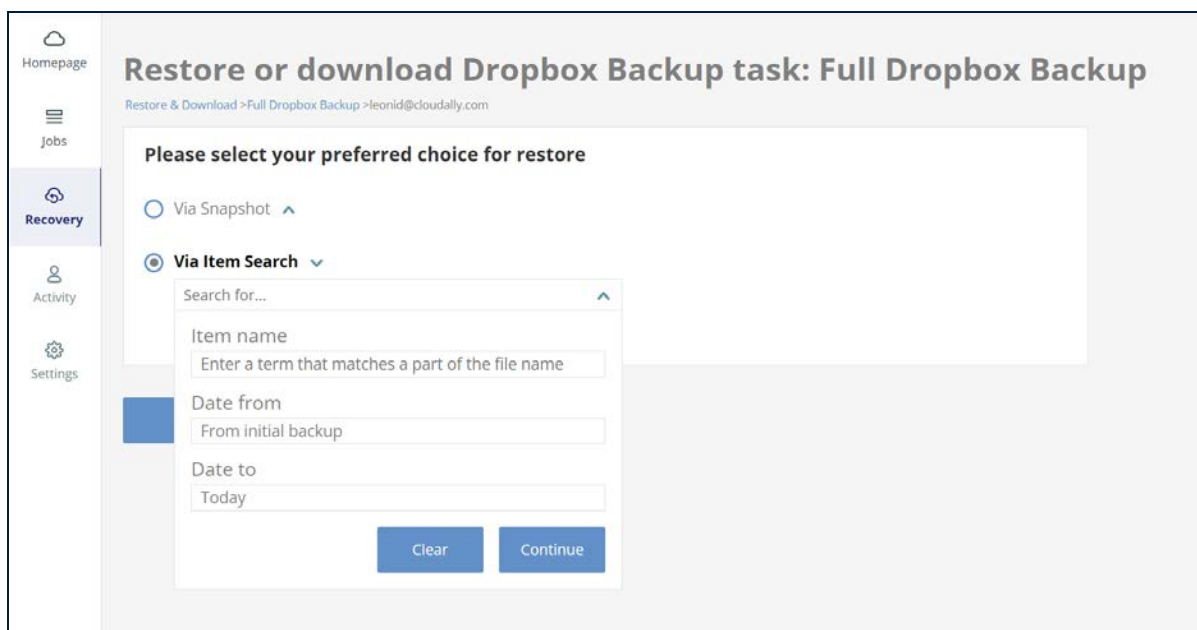 Homepage
Jobs
Recovery
Activity
Settings
Restore or download Dropbox Backup task: Full Dropbox Backup
Restore & Download >Full Dropbox Backup >leonid@cloudally.com
Please select your preferred choice for restore
Via Snapshot
Via Item Search
Search for...
Item name
Enter a term that matches a part of the file name
Date from
From initial backup
Date to
Today
Clear Continue